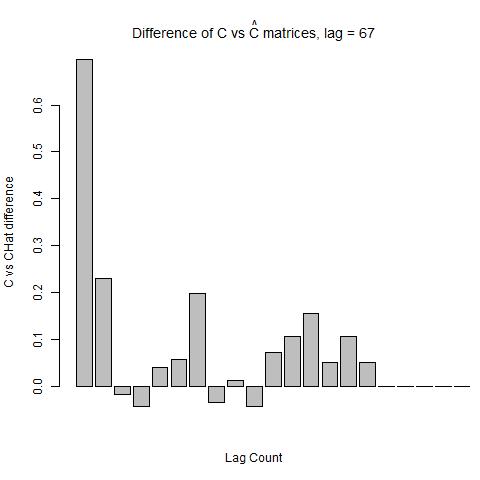 Difference of C vs Ĉ matrices, lag = 67
C vs CHat difference
0.6
0.5
0.4
0.3
0.2
0.1
0.0
Lag Count